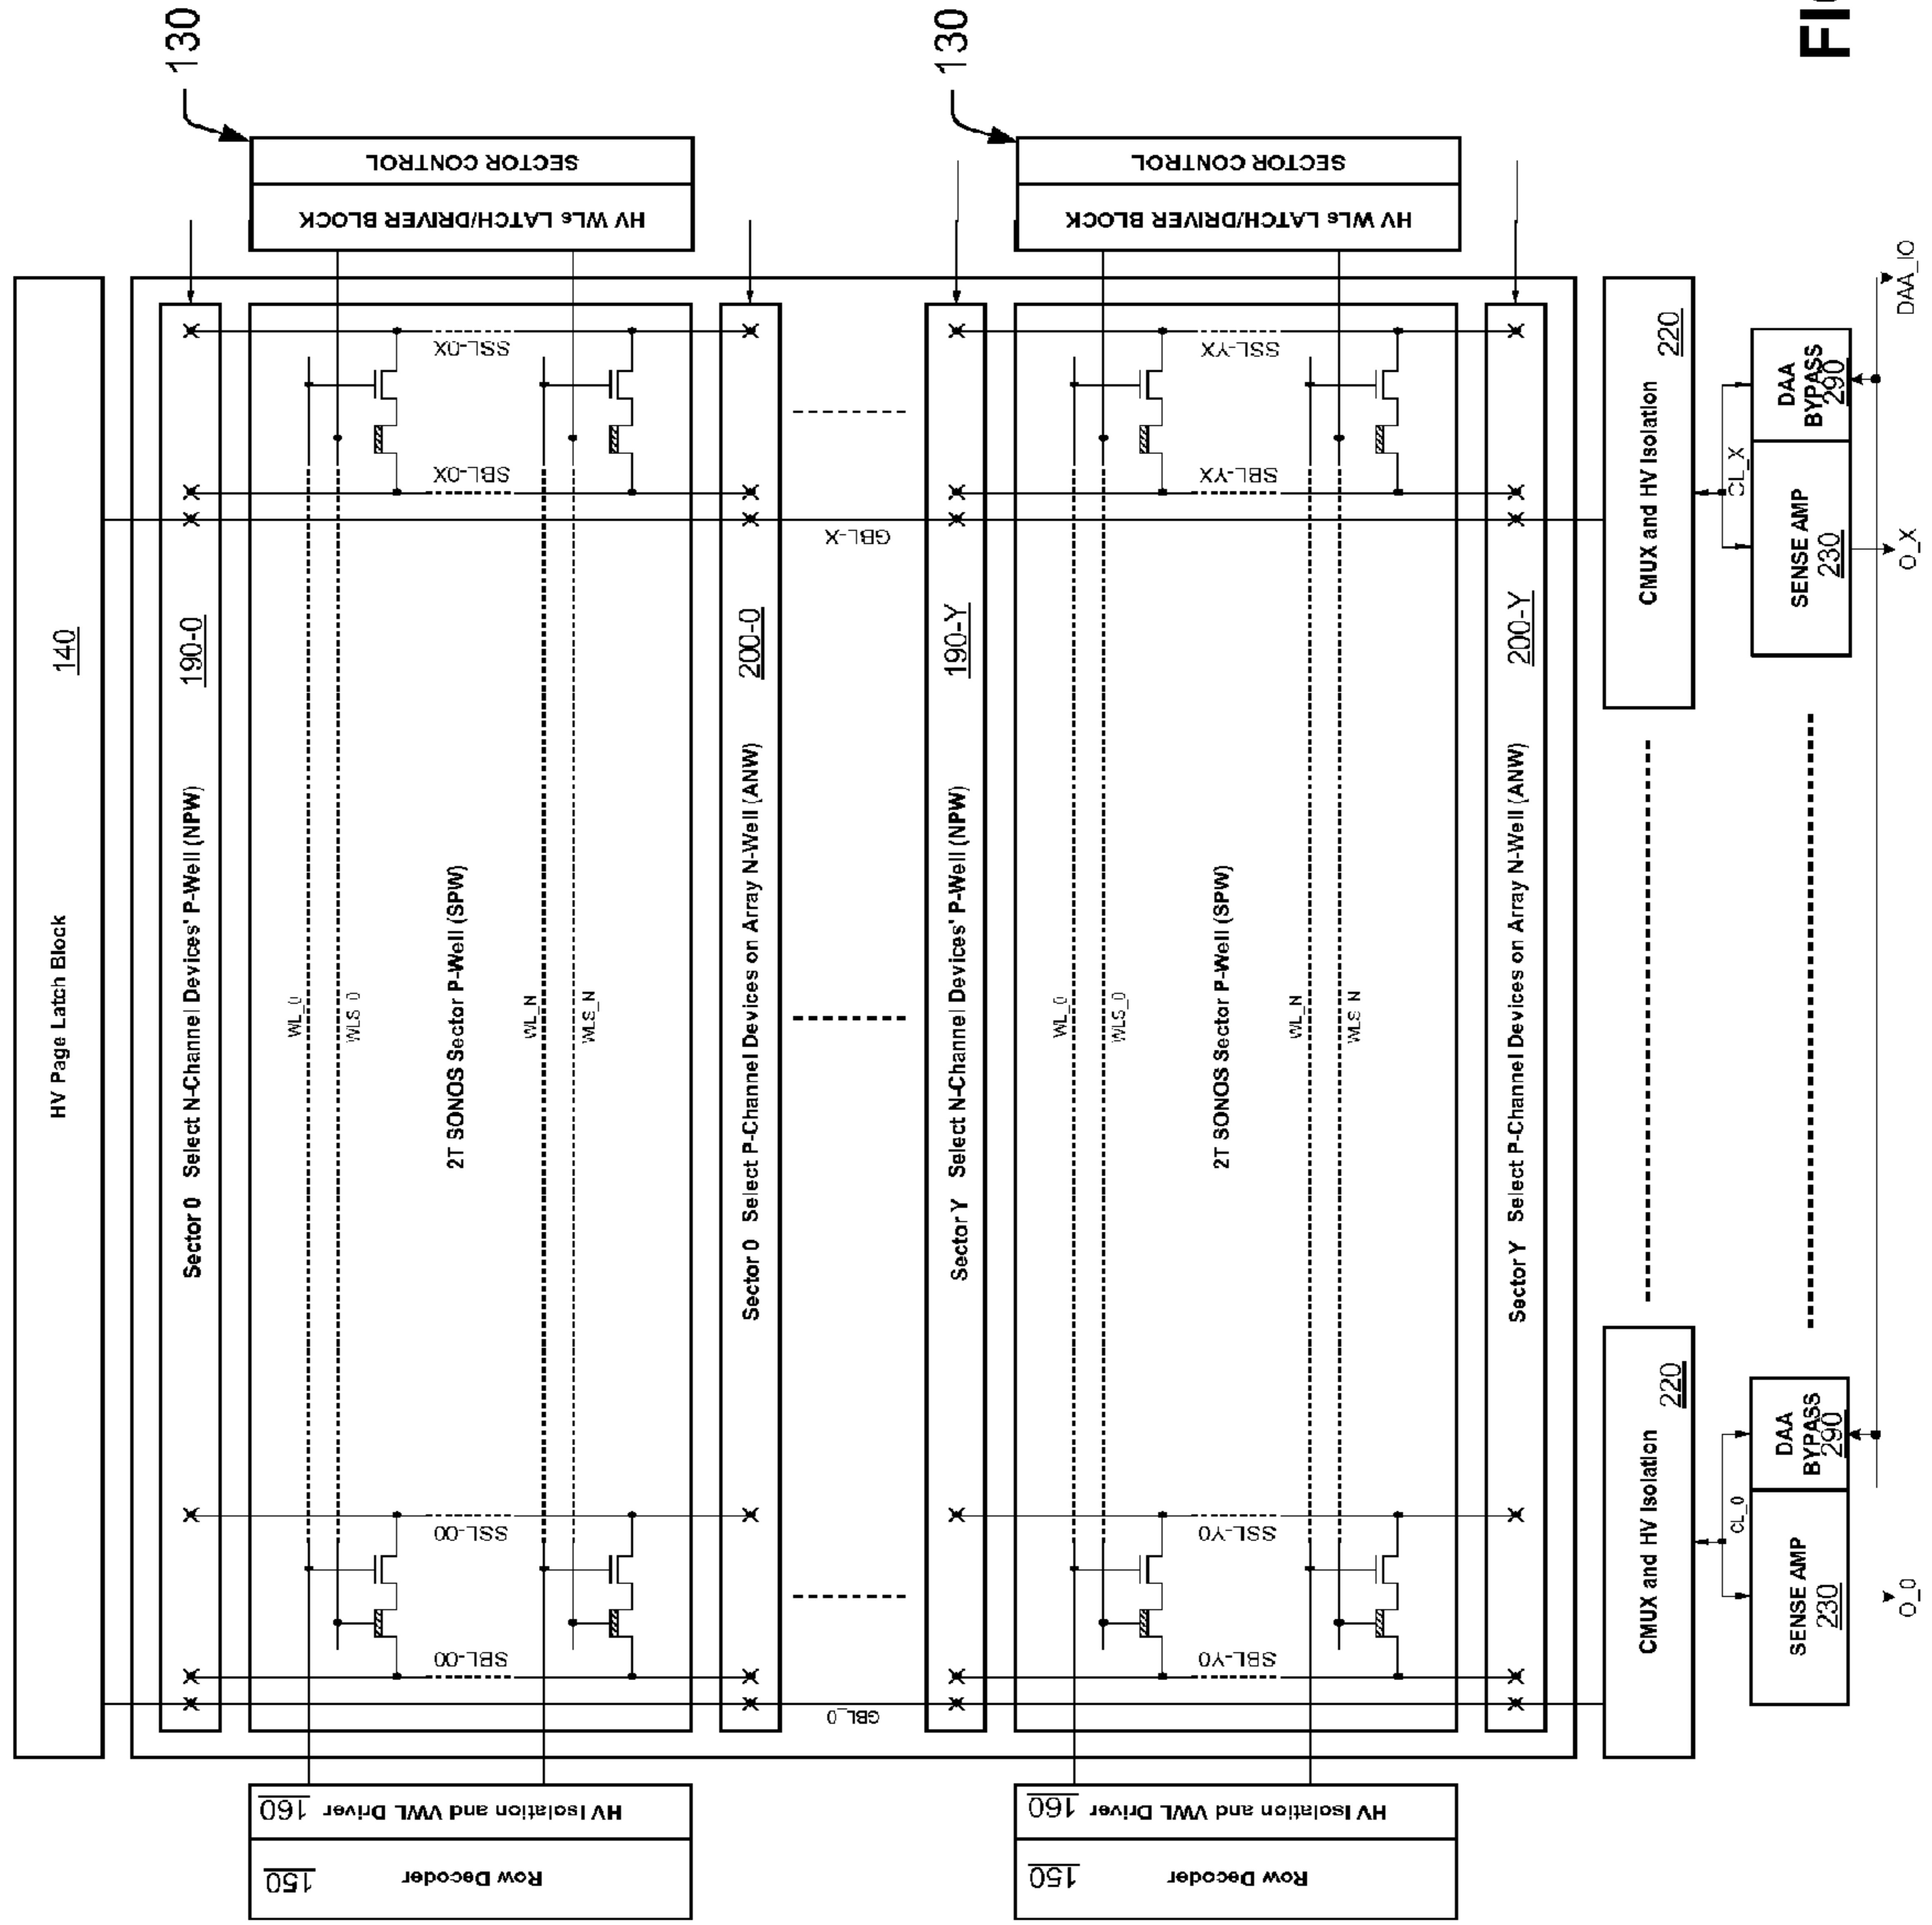 140
HV Page Latch Block
130
SECTOR CONTROL
HV WLs LATCH/DRIVER BLOCK
Sector 0 Select N-Channel Devices' P-Well (NPW)
190-0
160
HV Isolation and VWL Driver
150
Row Decoder
WL_0
WLS_0
2T SONOS Sector P-Well (SPW)
WL_N
WLS_N
SBL-00
SSL-00
SBL-0X
SSL-0X
Sector 0 Select P-Channel Devices on Array N-Well (ANW)
200-0
GBL_0
GBL-X
130
SECTOR CONTROL
HV WLs LATCH/DRIVER BLOCK
Sector Y Select N-Channel Devices' P-Well (NPW)
190-Y
160
HV Isolation and VWL Driver
150
Row Decoder
WL_0
WLS_0
2T SONOS Sector P-Well (SPW)
WL_N
WLS_N
SBL-Y0
SSL-Y0
SBL-YX
SSL-YX
Sector Y Select P-Channel Devices on Array N-Well (ANW)
200-Y
CMUX and HV Isolation
220
CMUX and HV Isolation
220
CL_0
CL_X
SENSE AMP
230
DAA
BYPASS
290
SENSE AMP
230
DAA
BYPASS
290
O_0
O_X
DAA_IO